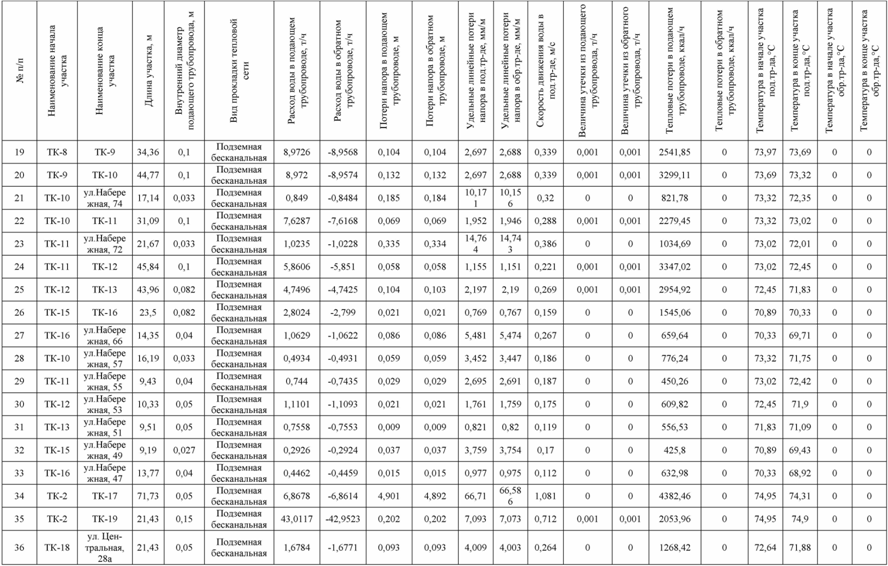 № п/п | Наименование начала участка | Наименование конца участка | Длина участка, м | Внутренний диаметр подающего трубопровода, м | Вид прокладки тепловой сети | Расход воды в подающем трубопроводе, т/ч | Расход воды в обратном трубопроводе, т/ч | Потери напора в подающем трубопроводе, м | Потери напора в обратном трубопроводе, м | Удельные линейные потери напора в под.тр-де, мм/м | Удельные линейные потери напора в обр.тр-де, мм/м | Скорость движения воды в под.тр-де, м/с | Величина утечки из подающего трубопровода, т/ч | Величина утечки из обратного трубопровода, т/ч | Тепловые потери в подающем трубопроводе, ккал/ч | Тепловые потери в обратном трубопроводе, ккал/ч | Температура в начале участка под.тр-да,°С | Температура в конце участка под.тр-да,°С | Температура в начале участка обр.тр-да,°С | Температура в конце участка обр.тр-да,°С
19 | ТК-8 | ТК-9 | 34,36 | 0,1 | Подземная бесканальная | 8,9726 | -8,9568 | 0,104 | 0,104 | 2,697 | 2,688 | 0,339 | 0,001 | 0,001 | 2541,85 | 0 | 73,97 | 73,69 | 0 | 0
20 | ТК-9 | ТК-10 | 44,77 | 0,1 | Подземная бесканальная | 8,972 | -8,9574 | 0,132 | 0,132 | 2,697 | 2,688 | 0,339 | 0,001 | 0,001 | 3299,11 | 0 | 73,69 | 73,32 | 0 | 0
21 | ТК-10 | ул.Набережная, 74 | 17,14 | 0,033 | Подземная бесканальная | 0,849 | -0,8484 | 0,185 | 0,184 | 10,171 | 10,156 | 0,32 | 0 | 0 | 821,78 | 0 | 73,32 | 72,35 | 0 | 0
22 | ТК-10 | ТК-11 | 31,09 | 0,1 | Подземная бесканальная | 7,6287 | -7,6168 | 0,069 | 0,069 | 1,952 | 1,946 | 0,288 | 0,001 | 0,001 | 2279,45 | 0 | 73,32 | 73,02 | 0 | 0
23 | ТК-11 | ул.Набережная, 72 | 21,67 | 0,033 | Подземная бесканальная | 1,0235 | -1,0228 | 0,335 | 0,334 | 14,764 | 14,743 | 0,386 | 0 | 0 | 1034,69 | 0 | 73,02 | 72,01 | 0 | 0
24 | ТК-11 | ТК-12 | 45,84 | 0,1 | Подземная бесканальная | 5,8606 | -5,851 | 0,058 | 0,058 | 1,155 | 1,151 | 0,221 | 0,001 | 0,001 | 3347,02 | 0 | 73,02 | 72,45 | 0 | 0
25 | ТК-12 | ТК-13 | 43,96 | 0,082 | Подземная бесканальная | 4,7496 | -4,7425 | 0,104 | 0,103 | 2,197 | 2,19 | 0,269 | 0,001 | 0,001 | 2954,92 | 0 | 72,45 | 71,83 | 0 | 0
26 | ТК-15 | ТК-16 | 23,5 | 0,082 | Подземная бесканальная | 2,8024 | -2,799 | 0,021 | 0,021 | 0,769 | 0,767 | 0,159 | 0 | 0 | 1545,06 | 0 | 70,89 | 70,33 | 0 | 0
27 | ТК-16 | ул.Набережная, 66 | 14,35 | 0,04 | Подземная бесканальная | 1,0629 | -1,0622 | 0,086 | 0,086 | 5,481 | 5,474 | 0,267 | 0 | 0 | 659,64 | 0 | 70,33 | 69,71 | 0 | 0
28 | ТК-10 | ул.Набережная, 57 | 16,19 | 0,033 | Подземная бесканальная | 0,4934 | -0,4931 | 0,059 | 0,059 | 3,452 | 3,447 | 0,186 | 0 | 0 | 776,24 | 0 | 73,32 | 71,75 | 0 | 0
29 | ТК-11 | ул.Набережная, 55 | 9,43 | 0,04 | Подземная бесканальная | 0,744 | -0,7435 | 0,029 | 0,029 | 2,695 | 2,691 | 0,187 | 0 | 0 | 450,26 | 0 | 73,02 | 72,42 | 0 | 0
30 | ТК-12 | ул.Набережная, 53 | 10,33 | 0,05 | Подземная бесканальная | 1,1101 | -1,1093 | 0,021 | 0,021 | 1,761 | 1,759 | 0,175 | 0 | 0 | 609,82 | 0 | 72,45 | 71,9 | 0 | 0
31 | ТК-13 | ул.Набережная, 51 | 9,51 | 0,05 | Подземная бесканальная | 0,7558 | -0,7553 | 0,009 | 0,009 | 0,821 | 0,82 | 0,119 | 0 | 0 | 556,53 | 0 | 71,83 | 71,09 | 0 | 0
32 | ТК-15 | ул.Набережная, 49 | 9,19 | 0,027 | Подземная бесканальная | 0,2926 | -0,2924 | 0,037 | 0,037 | 3,759 | 3,754 | 0,17 | 0 | 0 | 425,8 | 0 | 70,89 | 69,43 | 0 | 0
33 | ТК-16 | ул.Набережная, 47 | 13,77 | 0,04 | Подземная бесканальная | 0,4462 | -0,4459 | 0,015 | 0,015 | 0,977 | 0,975 | 0,112 | 0 | 0 | 632,98 | 0 | 70,33 | 68,92 | 0 | 0
34 | ТК-2 | ТК-17 | 71,73 | 0,05 | Подземная бесканальная | 6,8678 | -6,8614 | 4,901 | 4,892 | 66,71 | 66,586 | 1,081 | 0 | 0 | 4382,46 | 0 | 74,95 | 74,31 | 0 | 0
35 | ТК-2 | ТК-19 | 21,43 | 0,15 | Подземная бесканальная | 43,0117 | -42,9523 | 0,202 | 0,202 | 7,093 | 7,073 | 0,712 | 0,001 | 0,001 | 2053,96 | 0 | 74,95 | 74,9 | 0 | 0
36 | ТК-18 | ул. Центральная, 28а | 21,43 | 0,05 | Подземная бесканальная | 1,6784 | -1,6771 | 0,093 | 0,093 | 4,009 | 4,003 | 0,264 | 0 | 0 | 1268,42 | 0 | 72,64 | 71,88 | 0 | 0